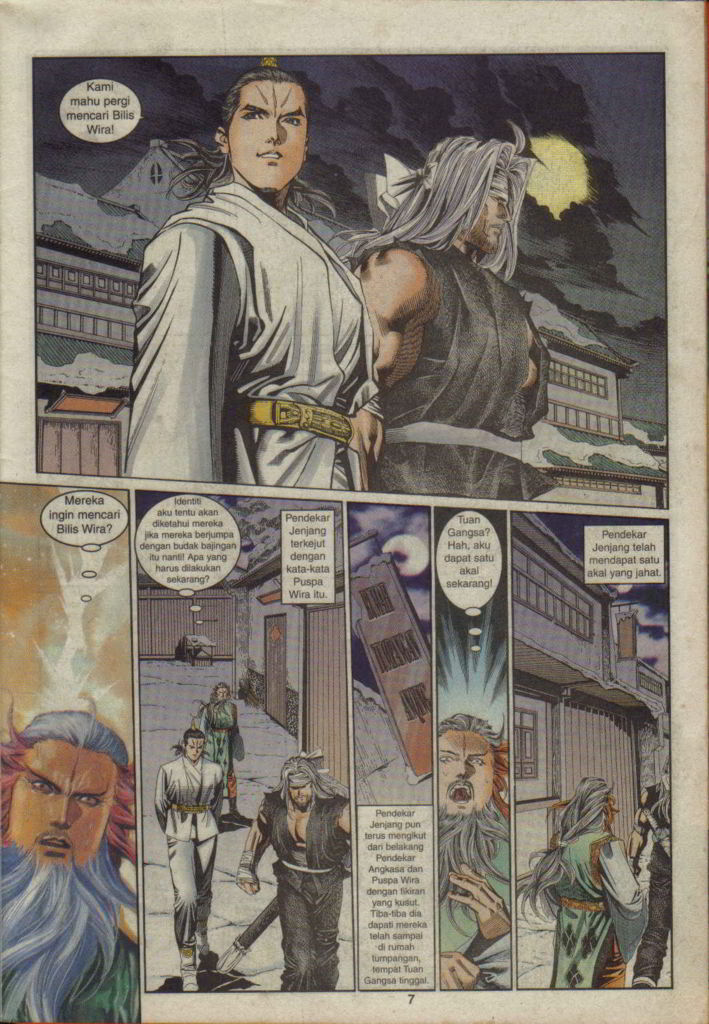 Kami
mahu pergi
mencari Bilis
Wira!
Mereka
ingin mencari
Bilis Wira?
Identiti
aku tentu akan
diketahui mereka
jika mereka berjumpa
dengan budak bajingan
itu nanti! Apa yang
harus dilakukan
sekarang?
Pendekar
Jenjang
terkejut
dengan
kata-kata
Puspa
Wira itu.
Pendekar
Jenjang pun
terus mengikut
dari belakang
Pendekar
Angkasa dan
Puspa Wira
dengan fikiran
yang kusut.
Tiba-tiba dia
dapati mereka
telah sampai
di rumah
tumpangan,
tempat Tuan
Gangsa tinggal.
Tuan
Gangsa?
Hah, aku
dapat satu
akal
sekarang!
Pendekar
Jenjang telah
mendapat satu
akal yang jahat.
7